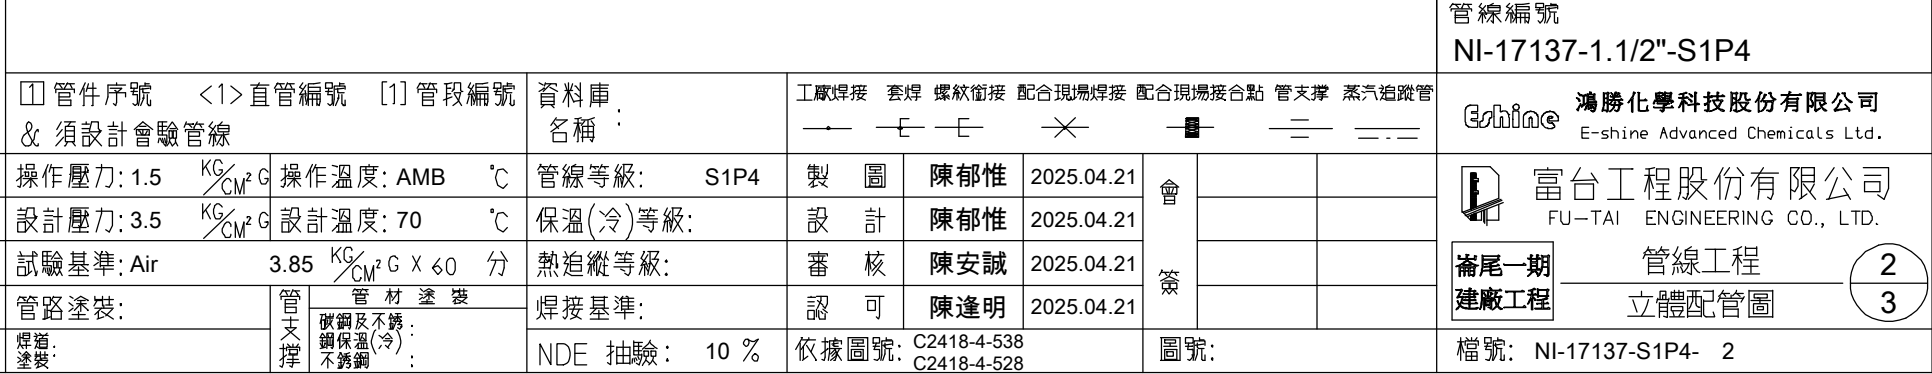 管線編號
NI-17137-1.1/2"-S1P4
1 管件序號 <1>直管編號 [1] 管段編號
& 須設計會驗管線
資料庫名稱:
工廠焊接 套焊 螺紋銜接 配合現場焊接 配合現場接合點 管支撐 蒸汽追蹤管
Eshine 鴻勝化學科技股份有限公司
E-shine Advanced Chemicals Ltd.
操作壓力: 1.5 KG/CM² G 操作溫度: AMB °C 管線等級: S1P4 製圖 陳郁惟 2025.04.21
設計壓力: 3.5 KG/CM² G 設計溫度: 70 °C 保溫(冷)等級: 設計 陳郁惟 2025.04.21
試驗基準: Air 3.85 KG/CM² G X 60 分 熱追縱等級: 審核 陳安誠 2025.04.21
管路塗裝: 管支撐 管材塗裝 焊接基準: 認可 陳逢明 2025.04.21
會簽
碳鋼及不銹鋼保溫(冷):
不銹鋼:
焊道塗裝:
NDE 抽驗: 10 %
依據圖號: C2418-4-538
C2418-4-528
圖號:
富台工程股份有限公司
FU-TAI ENGINEERING CO., LTD.
崙尾一期
建廠工程
管線工程
立體配管圖
2
3
檔號: NI-17137-S1P4- 2